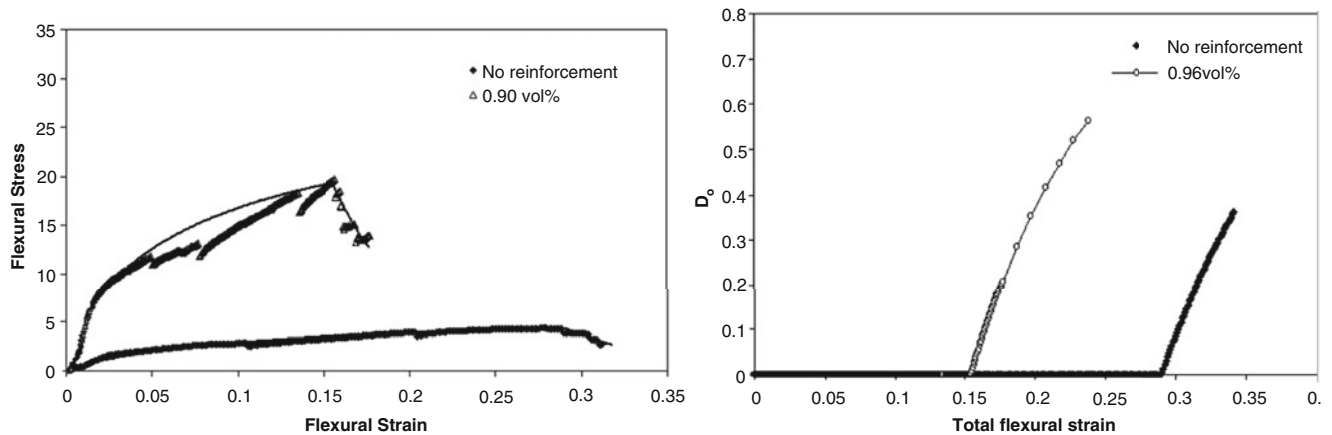 35
30
25
20
15
10
5
0
Flexural Stress
No reinforcement
0.90 vol%
0 0.05 0.1 0.15 0.2 0.25 0.3 0.35
Flexural Strain
0.8
0.7
0.6
0.5
0.4
0.3
0.2
0.1
0
Do
No reinforcement
0.96vol%
0 0.05 0.1 0.15 0.2 0.25 0.3 0.35 0.
Total flexural strain